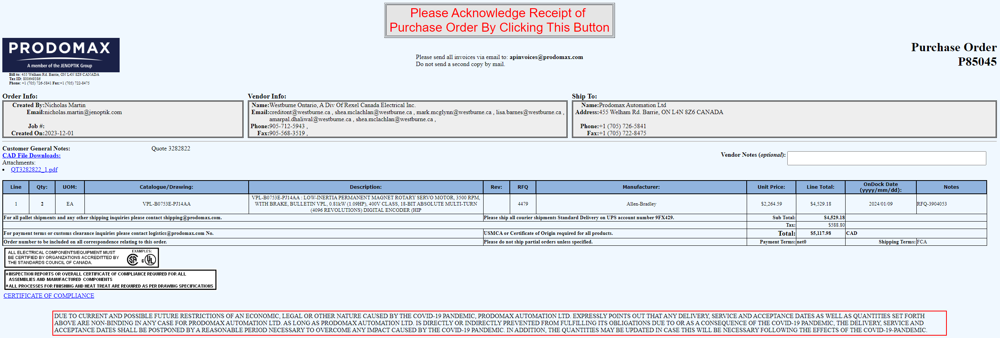 Please Acknowledge Receipt of
Purchase Order By Clicking This Button
PRODOMAX
A member of the JENOPTIK Group
Bill to: 455 Welham Rd. Barrie, ON L4N 8Z6 CANADA
Tax ID: 800649386
Phone: +1 (705) 726-5841 Fax:+1 (705) 722-8475
Please send all invoices via email to: apinvoices@prodomax.com
Do not send a second copy by mail.
Purchase Order
P85045
Order Info:
Created By:Nicholas Martin
Email:nicholas.martin@jenoptik.com
Job #:
Created On:2023-12-01
Vendor Info:
Name:Westburne Ontario, A Div Of Rexel Canada Electrical Inc.
Email:creditont@westburne.ca , shea.mclachlan@westburne.ca , mark.mcglynn@westburne.ca , lisa.barnes@westburne.ca ,
amarpal.dhaliwal@westburne.ca , shea.mclachlan@westburne.ca ,
Phone:905-712-5943 ,
Fax:905-568-3519 ,
Ship To:
Name:Prodomax Automation Ltd
Address:455 Welham Rd. Barrie, ON L4N 8Z6 CANADA
Phone:+1 (705) 726-5841
Fax:+1 (705) 722-8475
Customer General Notes: Quote 3282822
CAD File Downloads:
Attachments:
• QT3282822_1.pdf
Vendor Notes (optional):
Line Qty: UOM: Catalogue/Drawing: Description: Rev: RFQ Manufacturer: Unit Price: Line Total: OnDock Date (yyyy/mm/dd): Notes
1 2 EA VPL-B0753E-PJ14AA
VPL-B0753E-PJ14AA : LOW-INERTIA PERMANENT MAGNET ROTARY SERVO MOTOR, 3500 RPM,
WITH BRAKE, BULLETIN VPL, 0.81kW (1.09HP), 400V CLASS, 18-BIT ABSOLUTE MULTI-TURN
(4096 REVOLUTIONS) DIGITAL ENCODER (HIP
4479 Allen-Bradley $2,264.59 $4,529.18 2024/01/09 RFQ-3904053
For all pallet shipments and any other shipping inquiries please contact shipping@prodomax.com. Please ship all courier shipments Standard Delivery on UPS account number 9FX429. Sub Total: $4,529.18
Tax: $588.80
For payment terms or customs clearance inquiries please contact logistics@prodomax.com No. USMCA or Certificate of Origin required for all products. Total: $5,117.98 CAD
Order number to be included on all correspondence relating to this order. Please do not ship partial orders unless specified. Payment Terms: net0 Shipping Terms: FCA
ALL ELECTRICAL COMPONENTS/EQUIPMENT MUST
BE CERTIFIED BY ORGANIZATIONS ACCREDITTED BY
THE STANDARDS COUNCIL OF CANADA.
EXAMPLES:
SA c UL
*INSPECTION REPORTS OR OVERALL CERTIFICATE OF COMPLIANCE REQUIRED FOR ALL
ASSEMBLIES AND MANUFACTURED COMPONENTS
*ALL PROCESSES FOR FINISHING AND HEAT TREAT ARE REQUIRED AS PER DRAWING SPECIFICATIONS
CERTIFICATE OF COMPLIANCE
DUE TO CURRENT AND POSSIBLE FUTURE RESTRICTIONS OF AN ECONOMIC, LEGAL OR OTHER NATURE CAUSED BY THE COVID-19 PANDEMIC, PRODOMAX AUTOMATION LTD. EXPRESSLY POINTS OUT THAT ANY DELIVERY, SERVICE AND ACCEPTANCE DATES AS WELL AS QUANTITIES SET FORTH
ABOVE ARE NON-BINDING IN ANY CASE FOR PRODOMAX AUTOMATION LTD. AS LONG AS PRODOMAX AUTOMATION LTD. IS DIRECTLY OR INDIRECTLY PREVENTED FROM FULFILLING ITS OBLIGATIONS DUE TO OR AS A CONSEQUENCE OF THE COVID-19 PANDEMIC, THE DELIVERY, SERVICE AND
ACCEPTANCE DATES SHALL BE POSTPONED BY A REASONABLE PERIOD NECESSARY TO OVERCOME ANY IMPACT CAUSED BY THE COVID-19 PANDEMIC. IN ADDITION, THE QUANTITIES MAY BE UPDATED IN CASE THIS WILL BE NECESSARY FOLLOWING THE EFFECTS OF THE COVID-19-PANDEMIC.